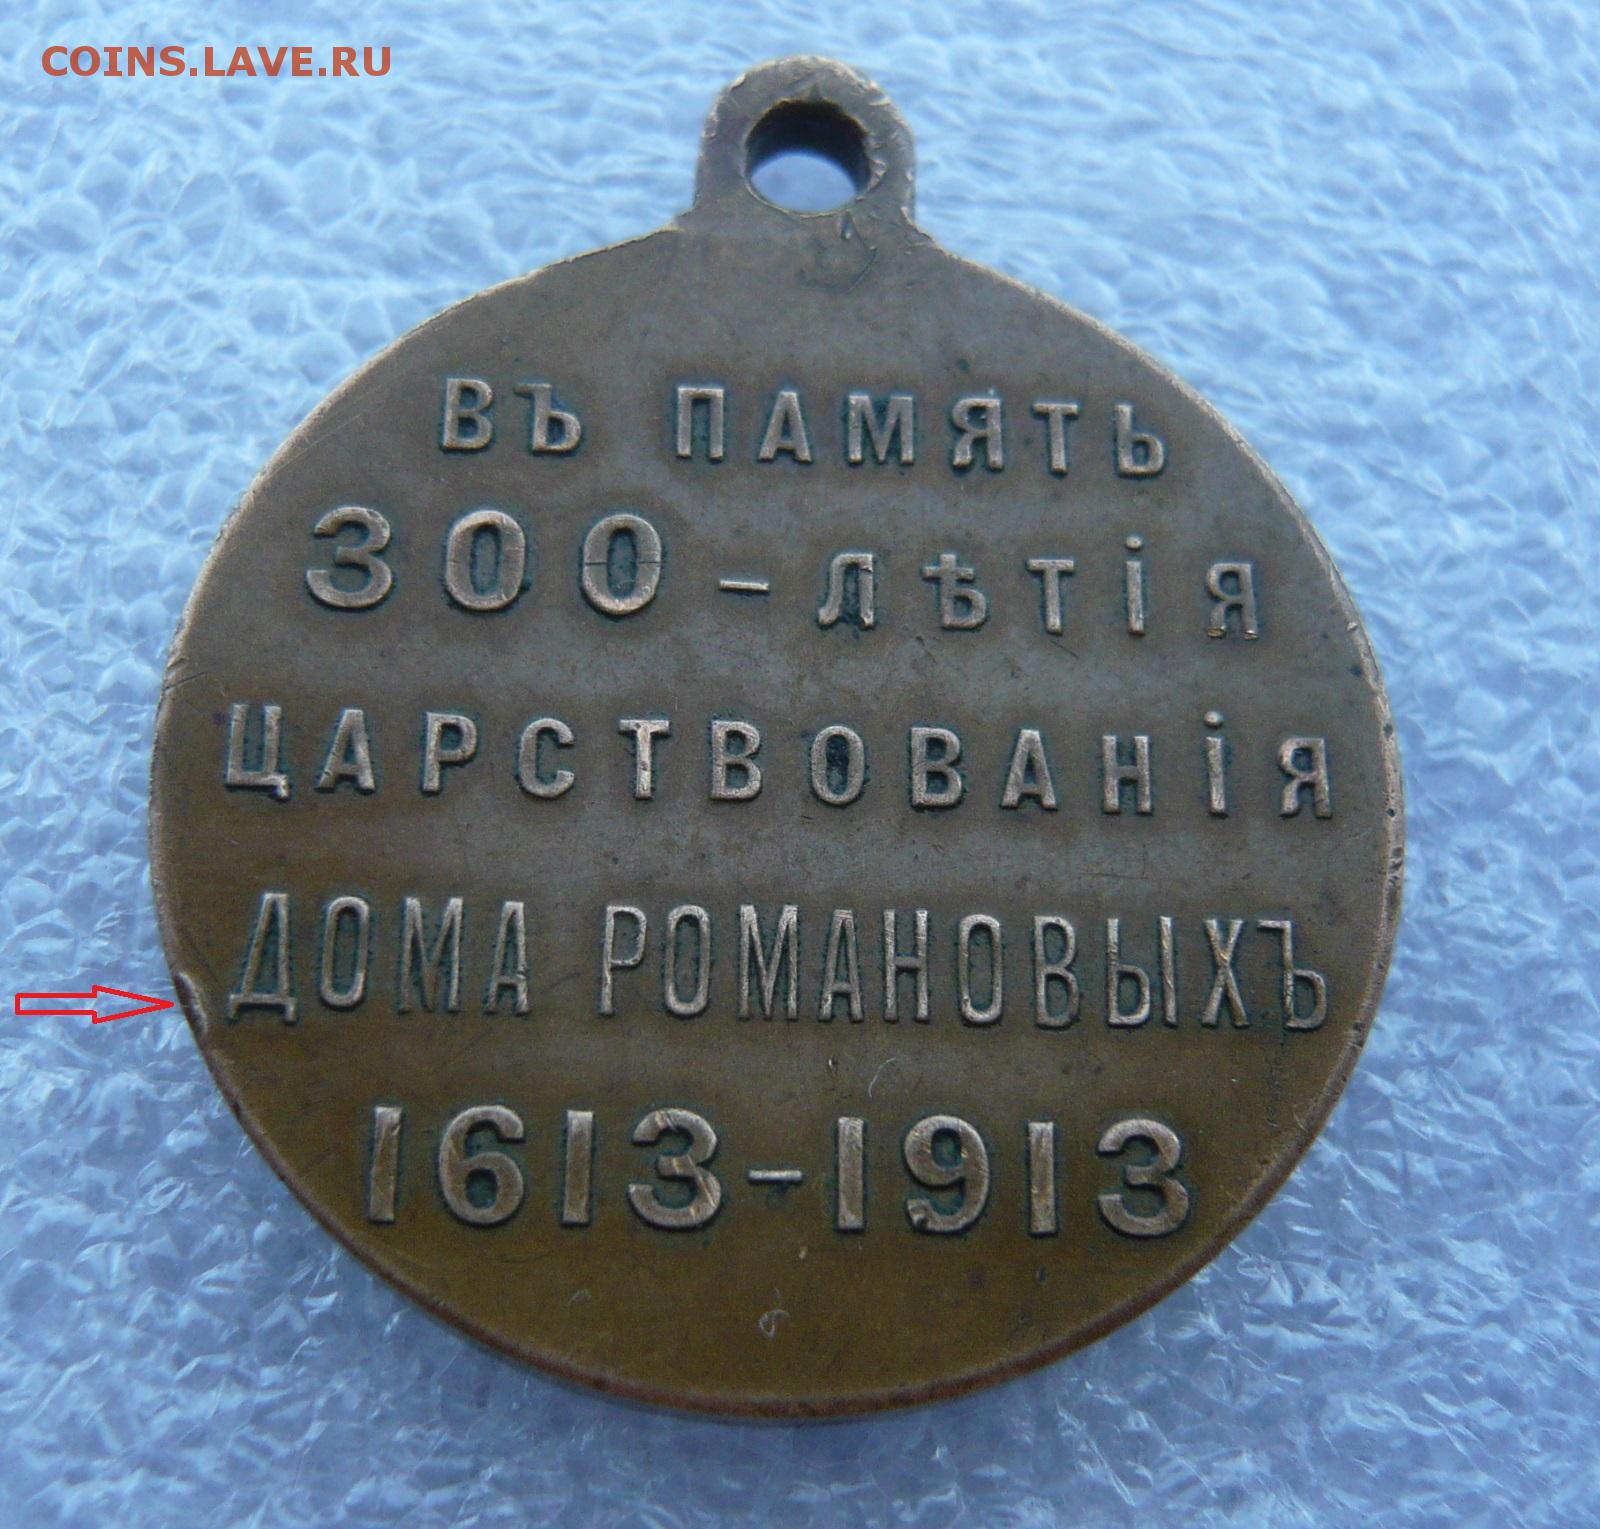 COINS.LAVE.RU
ВЪ ПАМЯТЬ
300-ЛѢТІЯ
ЦАРСТВОВАНІЯ
ДОМА РОМАНОВЫХЪ
1613-1913